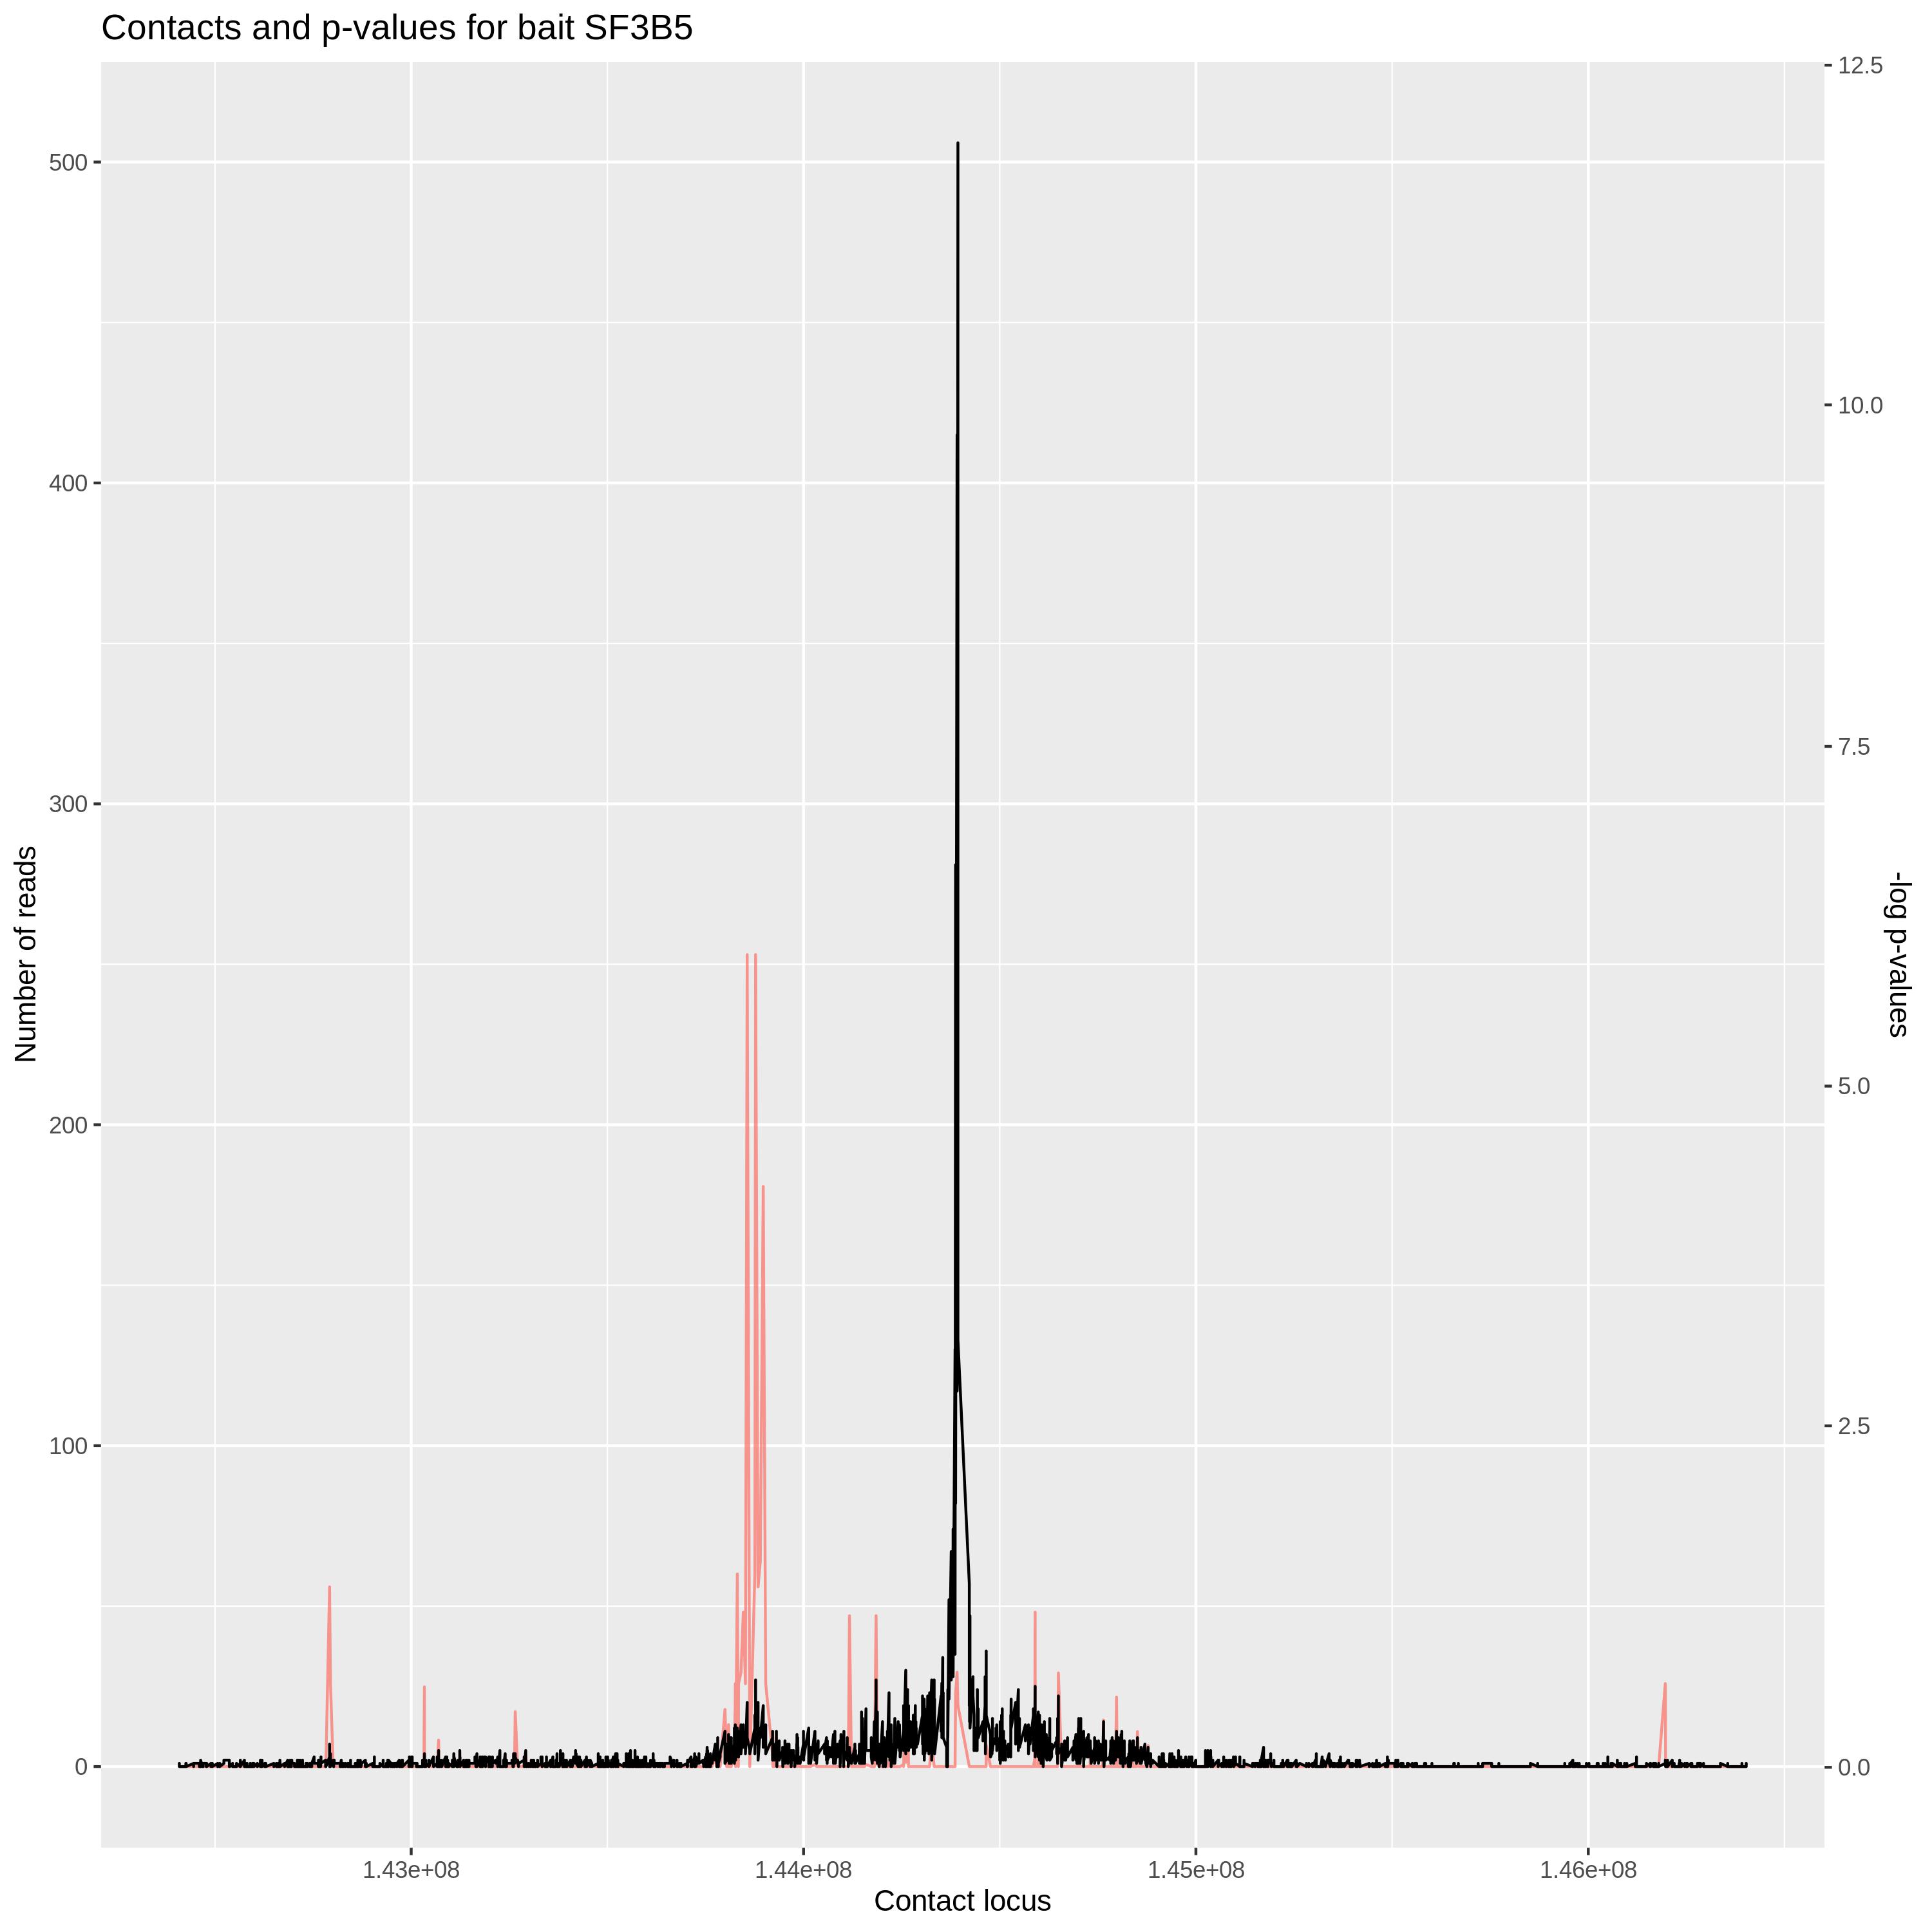 Contacts and p-values for bait SF3B5
12.5
500
10.0
400
7.5
300
Number of reads
-log p-values
5.0
200
2.5
100
0
0.0
1.43e+08 1.44e+08 1.45e+08 1.46e+08
Contact locus